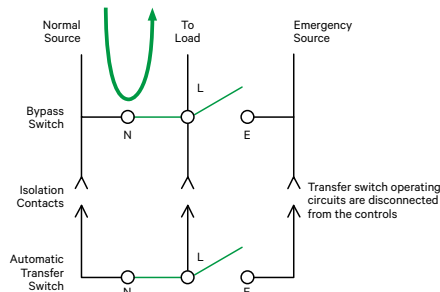 Normal
Source
To
Load
Emergency
Source
L
Bypass
Switch
N
E
Isolation
Contacts
Transfer switch operating
circuits are disconnected
from the controls
L
Automatic
Transfer
Switch
N
E